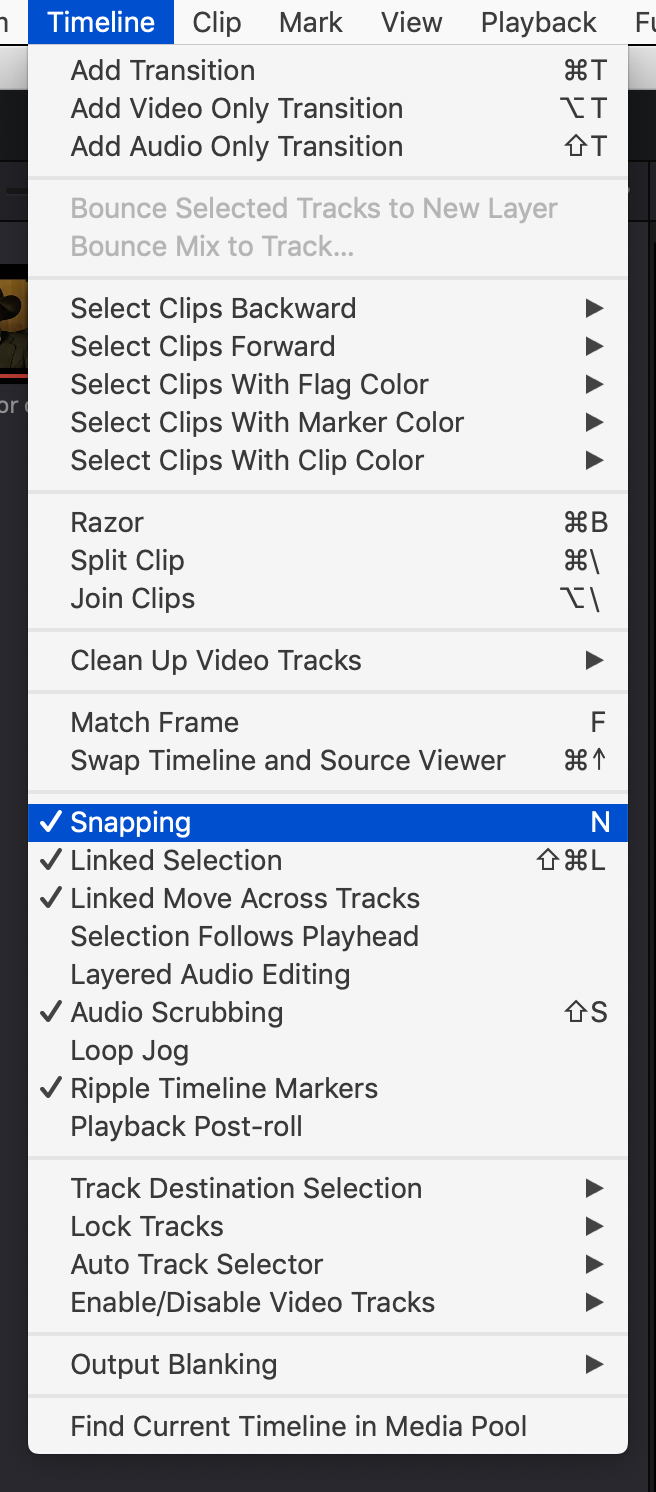 Timeline Clip Mark View Playback
Add Transition ⌘T
Add Video Only Transition ⌥T
Add Audio Only Transition ⇧T
Bounce Selected Tracks to New Layer
Bounce Mix to Track...
Select Clips Backward ▶
Select Clips Forward ▶
Select Clips With Flag Color ▶
Select Clips With Marker Color ▶
Select Clips With Clip Color ▶
Razor ⌘B
Split Clip ⌘\
Join Clips ⌥\
Clean Up Video Tracks ▶
Match Frame F
Swap Timeline and Source Viewer ⌘↑
✓ Snapping N
✓ Linked Selection ⇧⌘L
✓ Linked Move Across Tracks
Selection Follows Playhead
Layered Audio Editing
✓ Audio Scrubbing ⇧S
Loop Jog
✓ Ripple Timeline Markers
Playback Post-roll
Track Destination Selection ▶
Lock Tracks ▶
Auto Track Selector ▶
Enable/Disable Video Tracks ▶
Output Blanking ▶
Find Current Timeline in Media Pool